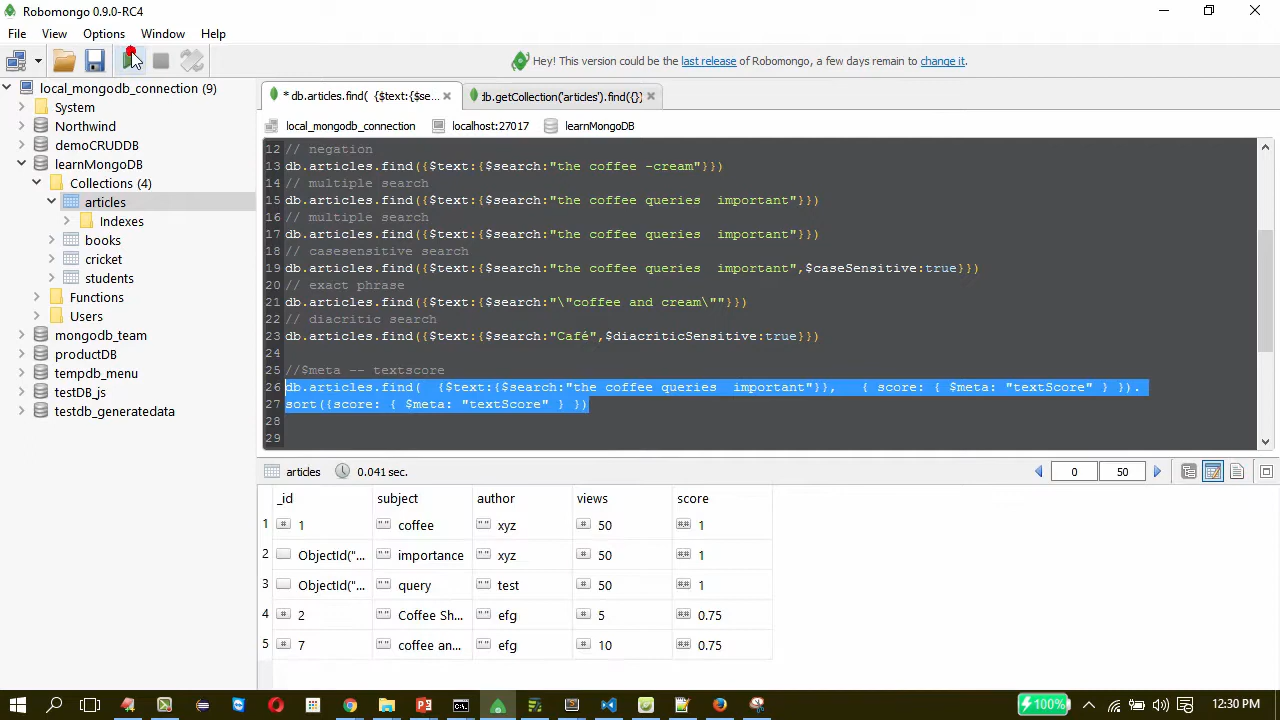 Robomongo 0.9.0-RC4
File View Options Window Help
Hey! This version could be the last release of Robomongo, a few days remain to change it.
local_mongodb_connection (9)
System
Northwind
demoCRUDDB
learnMongoDB
Collections (4)
articles
Indexes
books
cricket
students
Functions
Users
mongodb_team
productDB
tempdb_menu
testDB_js
testdb_generatedata
* db.articles.find( {$text:{$se... db.getCollection('articles').find({})
local_mongodb_connection localhost:27017 learnMongoDB
12 // negation
13 db.articles.find({$text:{$search:"the coffee -cream"}})
14 // multiple search
15 db.articles.find({$text:{$search:"the coffee queries  important"}})
16 // multiple search
17 db.articles.find({$text:{$search:"the coffee queries  important"}})
18 // casesensitive search
19 db.articles.find({$text:{$search:"the coffee queries  important",$caseSensitive:true}})
20 // exact phrase
21 db.articles.find({$text:{$search:"\"coffee and cream\""}})
22 // diacritic search
23 db.articles.find({$text:{$search:"Café",$diacriticSensitive:true}})
24
25 //$meta -- textscore
26 db.articles.find(  {$text:{$search:"the coffee queries  important"}},   { score: { $meta: "textScore" } }).
27 sort({score: { $meta: "textScore" } })
28
29
articles 0.041 sec. 0 50
_id subject author views score
1 1 coffee xyz 50 1
2 ObjectId("... importance xyz 50 1
3 ObjectId("... query test 50 1
4 2 Coffee Sh... efg 5 0.75
5 7 coffee an... efg 10 0.75
100% 12:30 PM